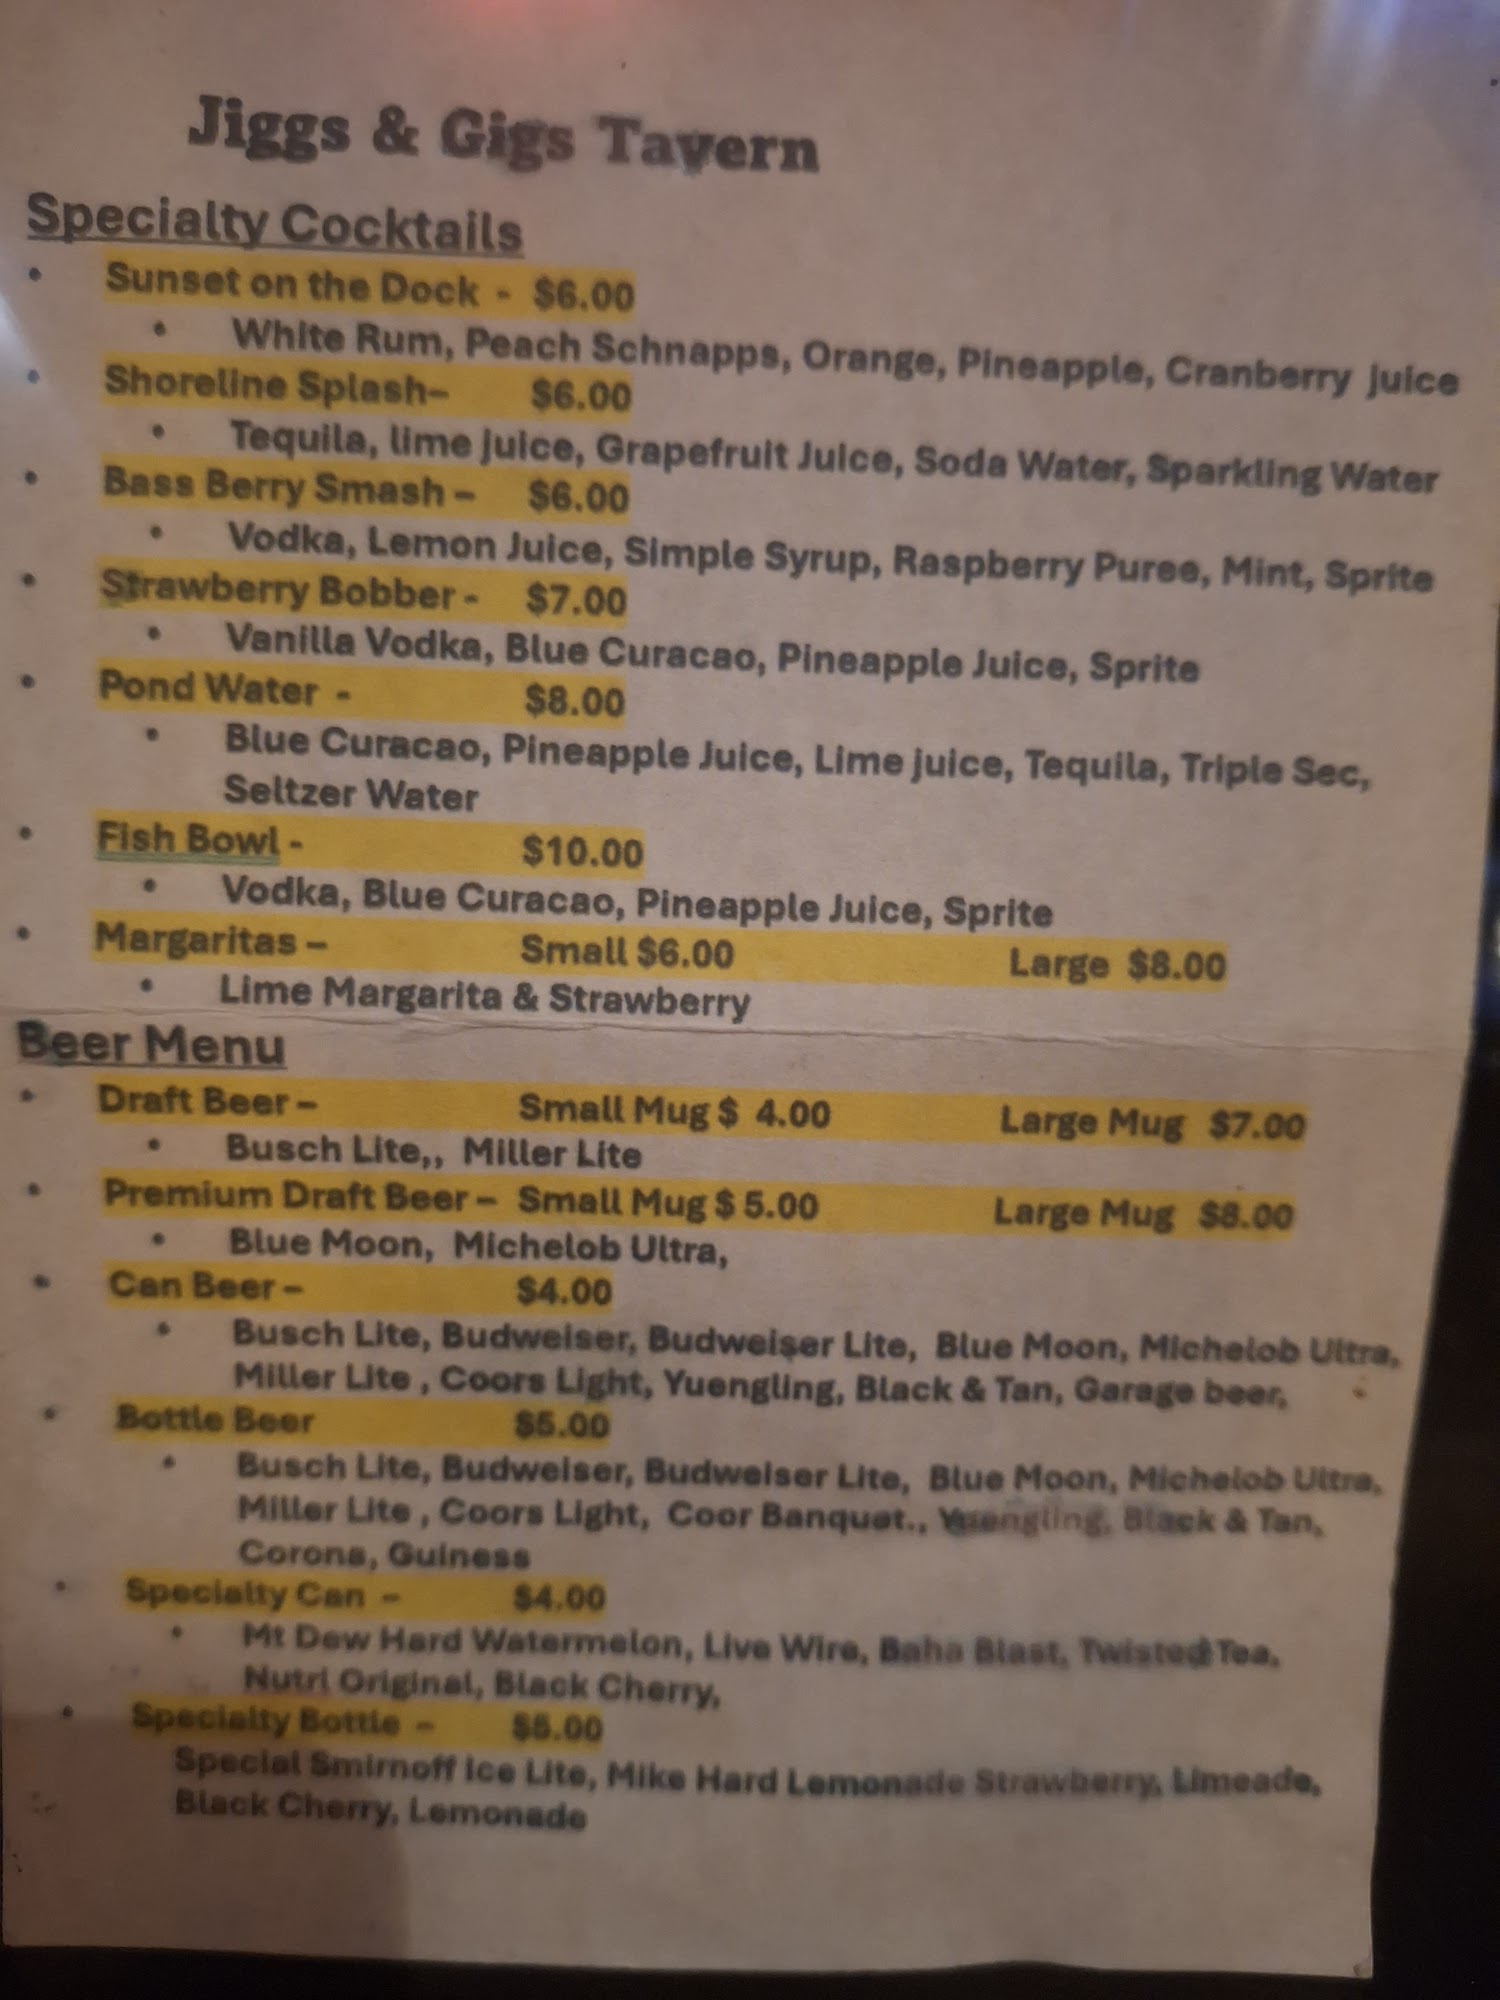 Jiggs & Gigs Tavern
Specialty Cocktails
• Sunset on the Dock - $6.00
• White Rum, Peach Schnapps, Orange, Pineapple, Cranberry juice
• Shoreline Splash– $6.00
• Tequila, lime juice, Grapefruit Juice, Soda Water, Sparkling Water
• Bass Berry Smash – $6.00
• Vodka, Lemon Juice, Simple Syrup, Raspberry Puree, Mint, Sprite
• Strawberry Bobber - $7.00
• Vanilla Vodka, Blue Curacao, Pineapple Juice, Sprite
• Pond Water - $8.00
• Blue Curacao, Pineapple Juice, Lime juice, Tequila, Triple Sec,
Seltzer Water
• Fish Bowl - $10.00
• Vodka, Blue Curacao, Pineapple Juice, Sprite
• Margaritas – Small $6.00 Large $8.00
• Lime Margarita & Strawberry
Beer Menu
• Draft Beer – Small Mug $ 4.00 Large Mug $7.00
• Busch Lite,, Miller Lite
• Premium Draft Beer – Small Mug $ 5.00 Large Mug $8.00
• Blue Moon, Michelob Ultra,
• Can Beer – $4.00
• Busch Lite, Budweiser, Budweiser Lite, Blue Moon, Michelob Ultra,
Miller Lite , Coors Light, Yuengling, Black & Tan, Garage beer,
• Bottle Beer $5.00
• Busch Lite, Budweiser, Budweiser Lite, Blue Moon, Michelob Ultra,
Miller Lite , Coors Light, Coor Banquet., Yuengling, Black & Tan,
Corona, Guiness
• Specialty Can – $4.00
• Mt Dew Hard Watermelon, Live Wire, Baha Blast, Twisted Tea,
Nutri Original, Black Cherry,
• Specialty Bottle – $5.00
Special Smirnoff Ice Lite, Mike Hard Lemonade Strawberry, Limeade,
Black Cherry, Lemonade